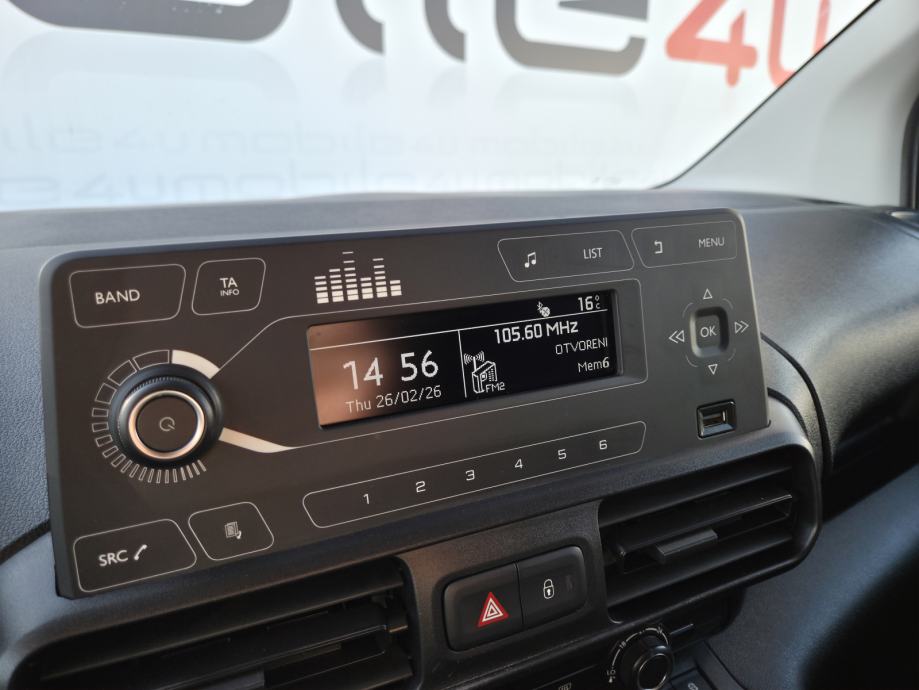 4u
BAND
TA
INFO
LIST
MENU
16°C
105.60 MHz
14 56
OTVORENI
Thu 26/02/26
FM2
Mem6
OK
1 2 3 4 5 6
SRC